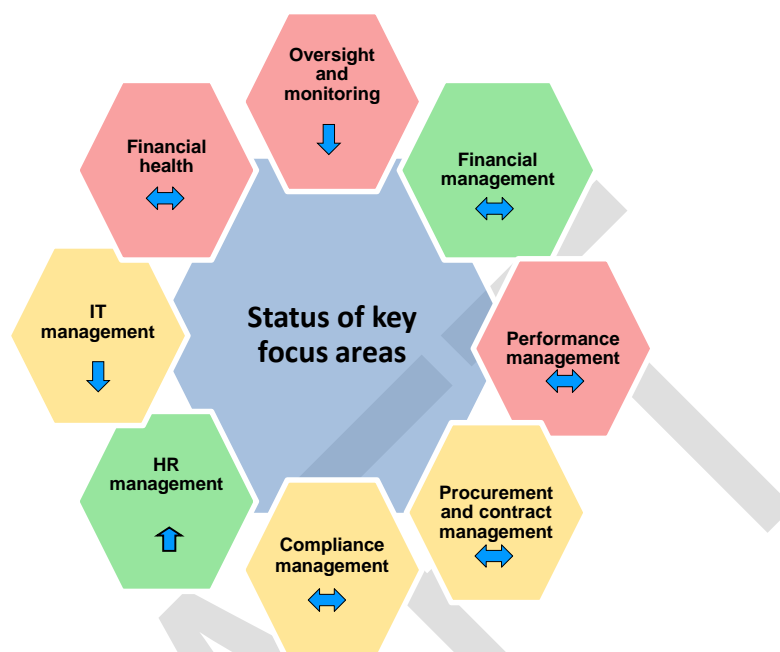 Oversight
and
monitoring
Financial
health
Financial
management
IT
management
Status of key
focus areas
Performance
management
HR
management
Procurement
and contract
management
Compliance
management